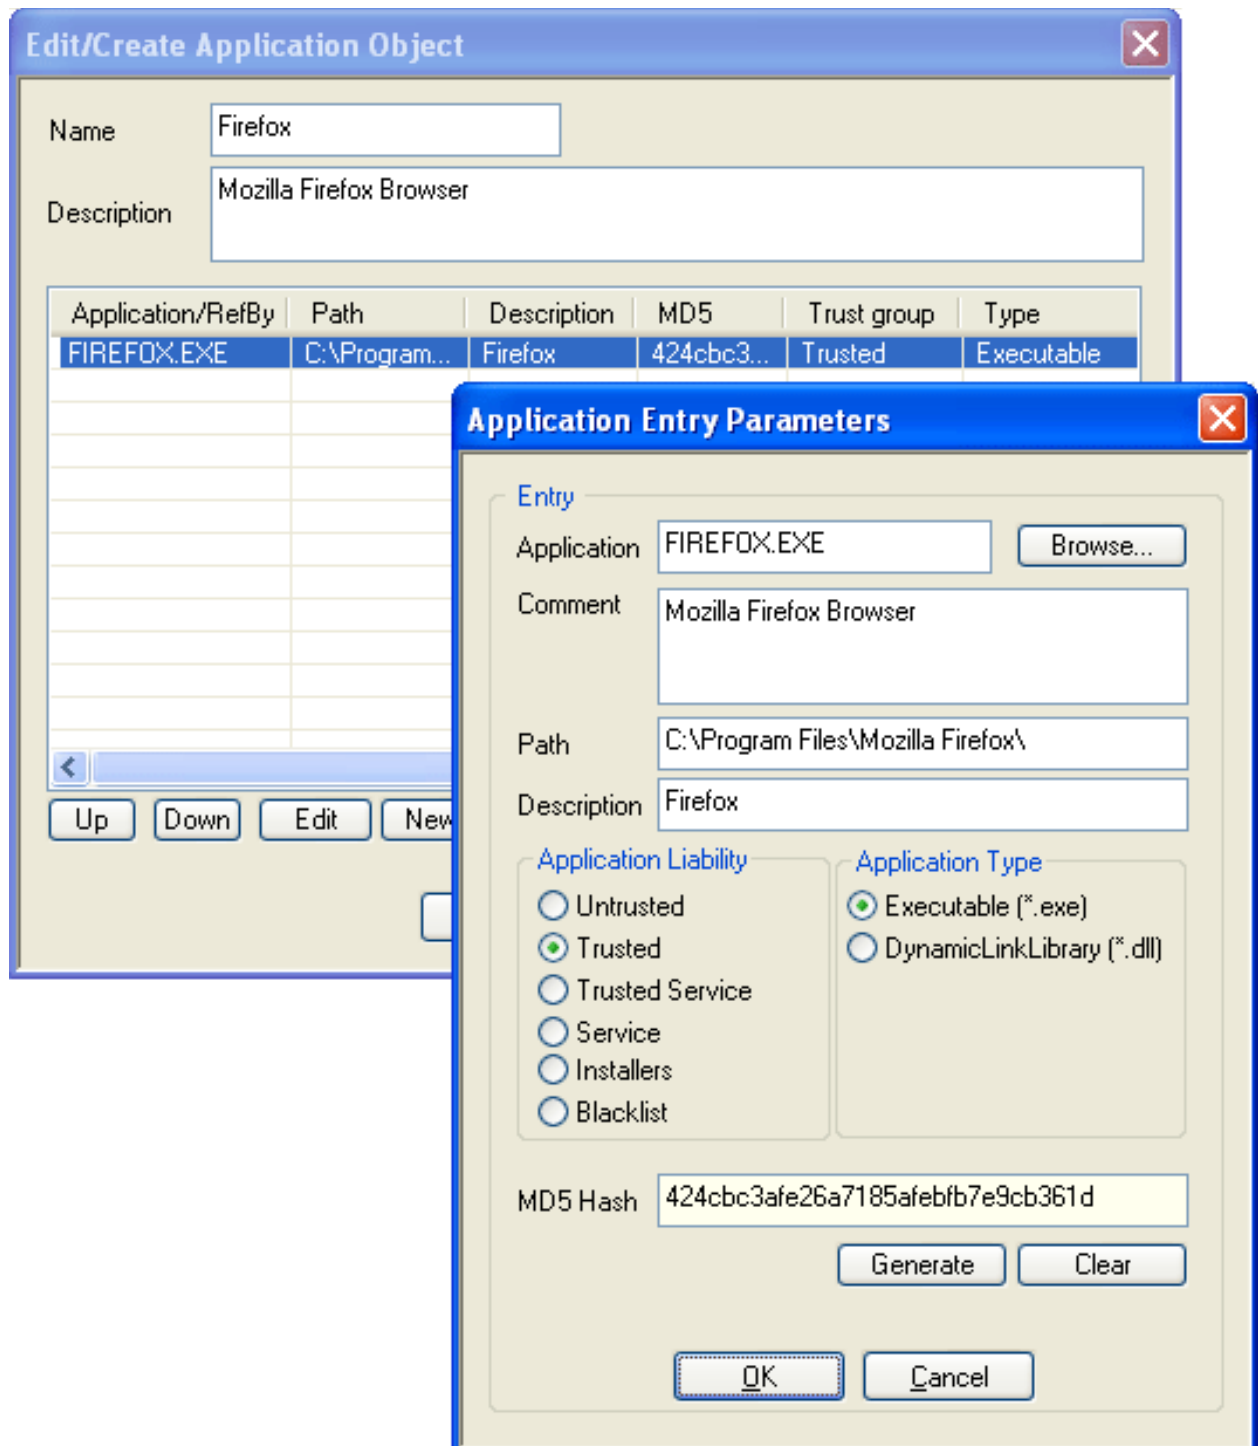 Edit/Create Application Object
Name Firefox
Description Mozilla Firefox Browser
Application/RefBy Path Description MD5 Trust group Type
FIREFOX.EXE C:\Program... Firefox 424cbc3... Trusted Executable
Up Down Edit New
Application Entry Parameters
Entry
Application FIREFOX.EXE Browse...
Comment Mozilla Firefox Browser
Path C:\Program Files\Mozilla Firefox\
Description Firefox
Application Liability Application Type
Untrusted Executable (*.exe)
Trusted DynamicLinkLibrary (*.dll)
Trusted Service
Service
Installers
Blacklist
MD5 Hash 424cbc3afe26a7185afebfb7e9cb361d
Generate Clear
OK Cancel